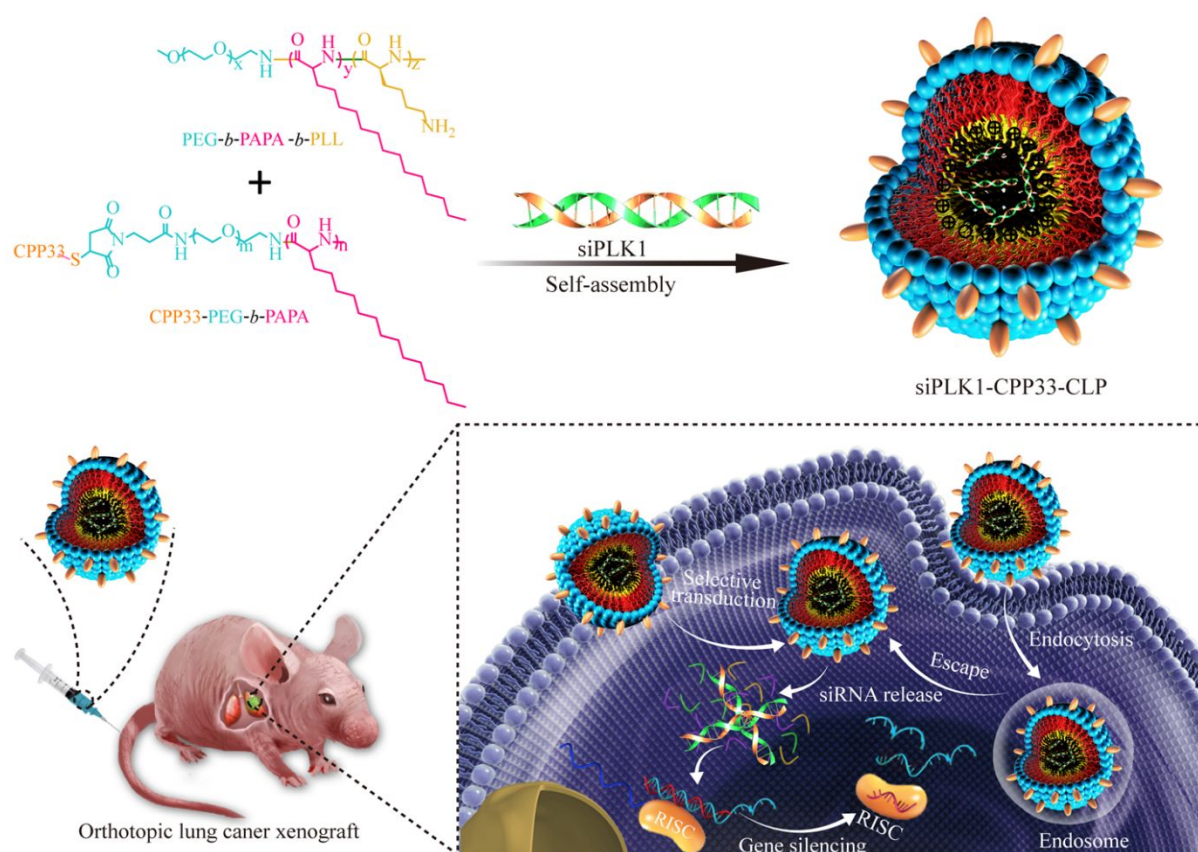 O
H
N
O
H
N
O
O
x
N
H
y
z
NH2
PEG-b-PAPA -b-PLL
+
O
N
O
CPP33
S
O
N
H
O
m
N
H
O
H
N
n
CPP33-PEG-b-PAPA
siPLK1
Self-assembly
siPLK1-CPP33-CLP
Selective
transduction
Endocytosis
Escape
siRNA release
RISC
Gene silencing
RISC
Endosome
Orthotopic lung caner xenograft